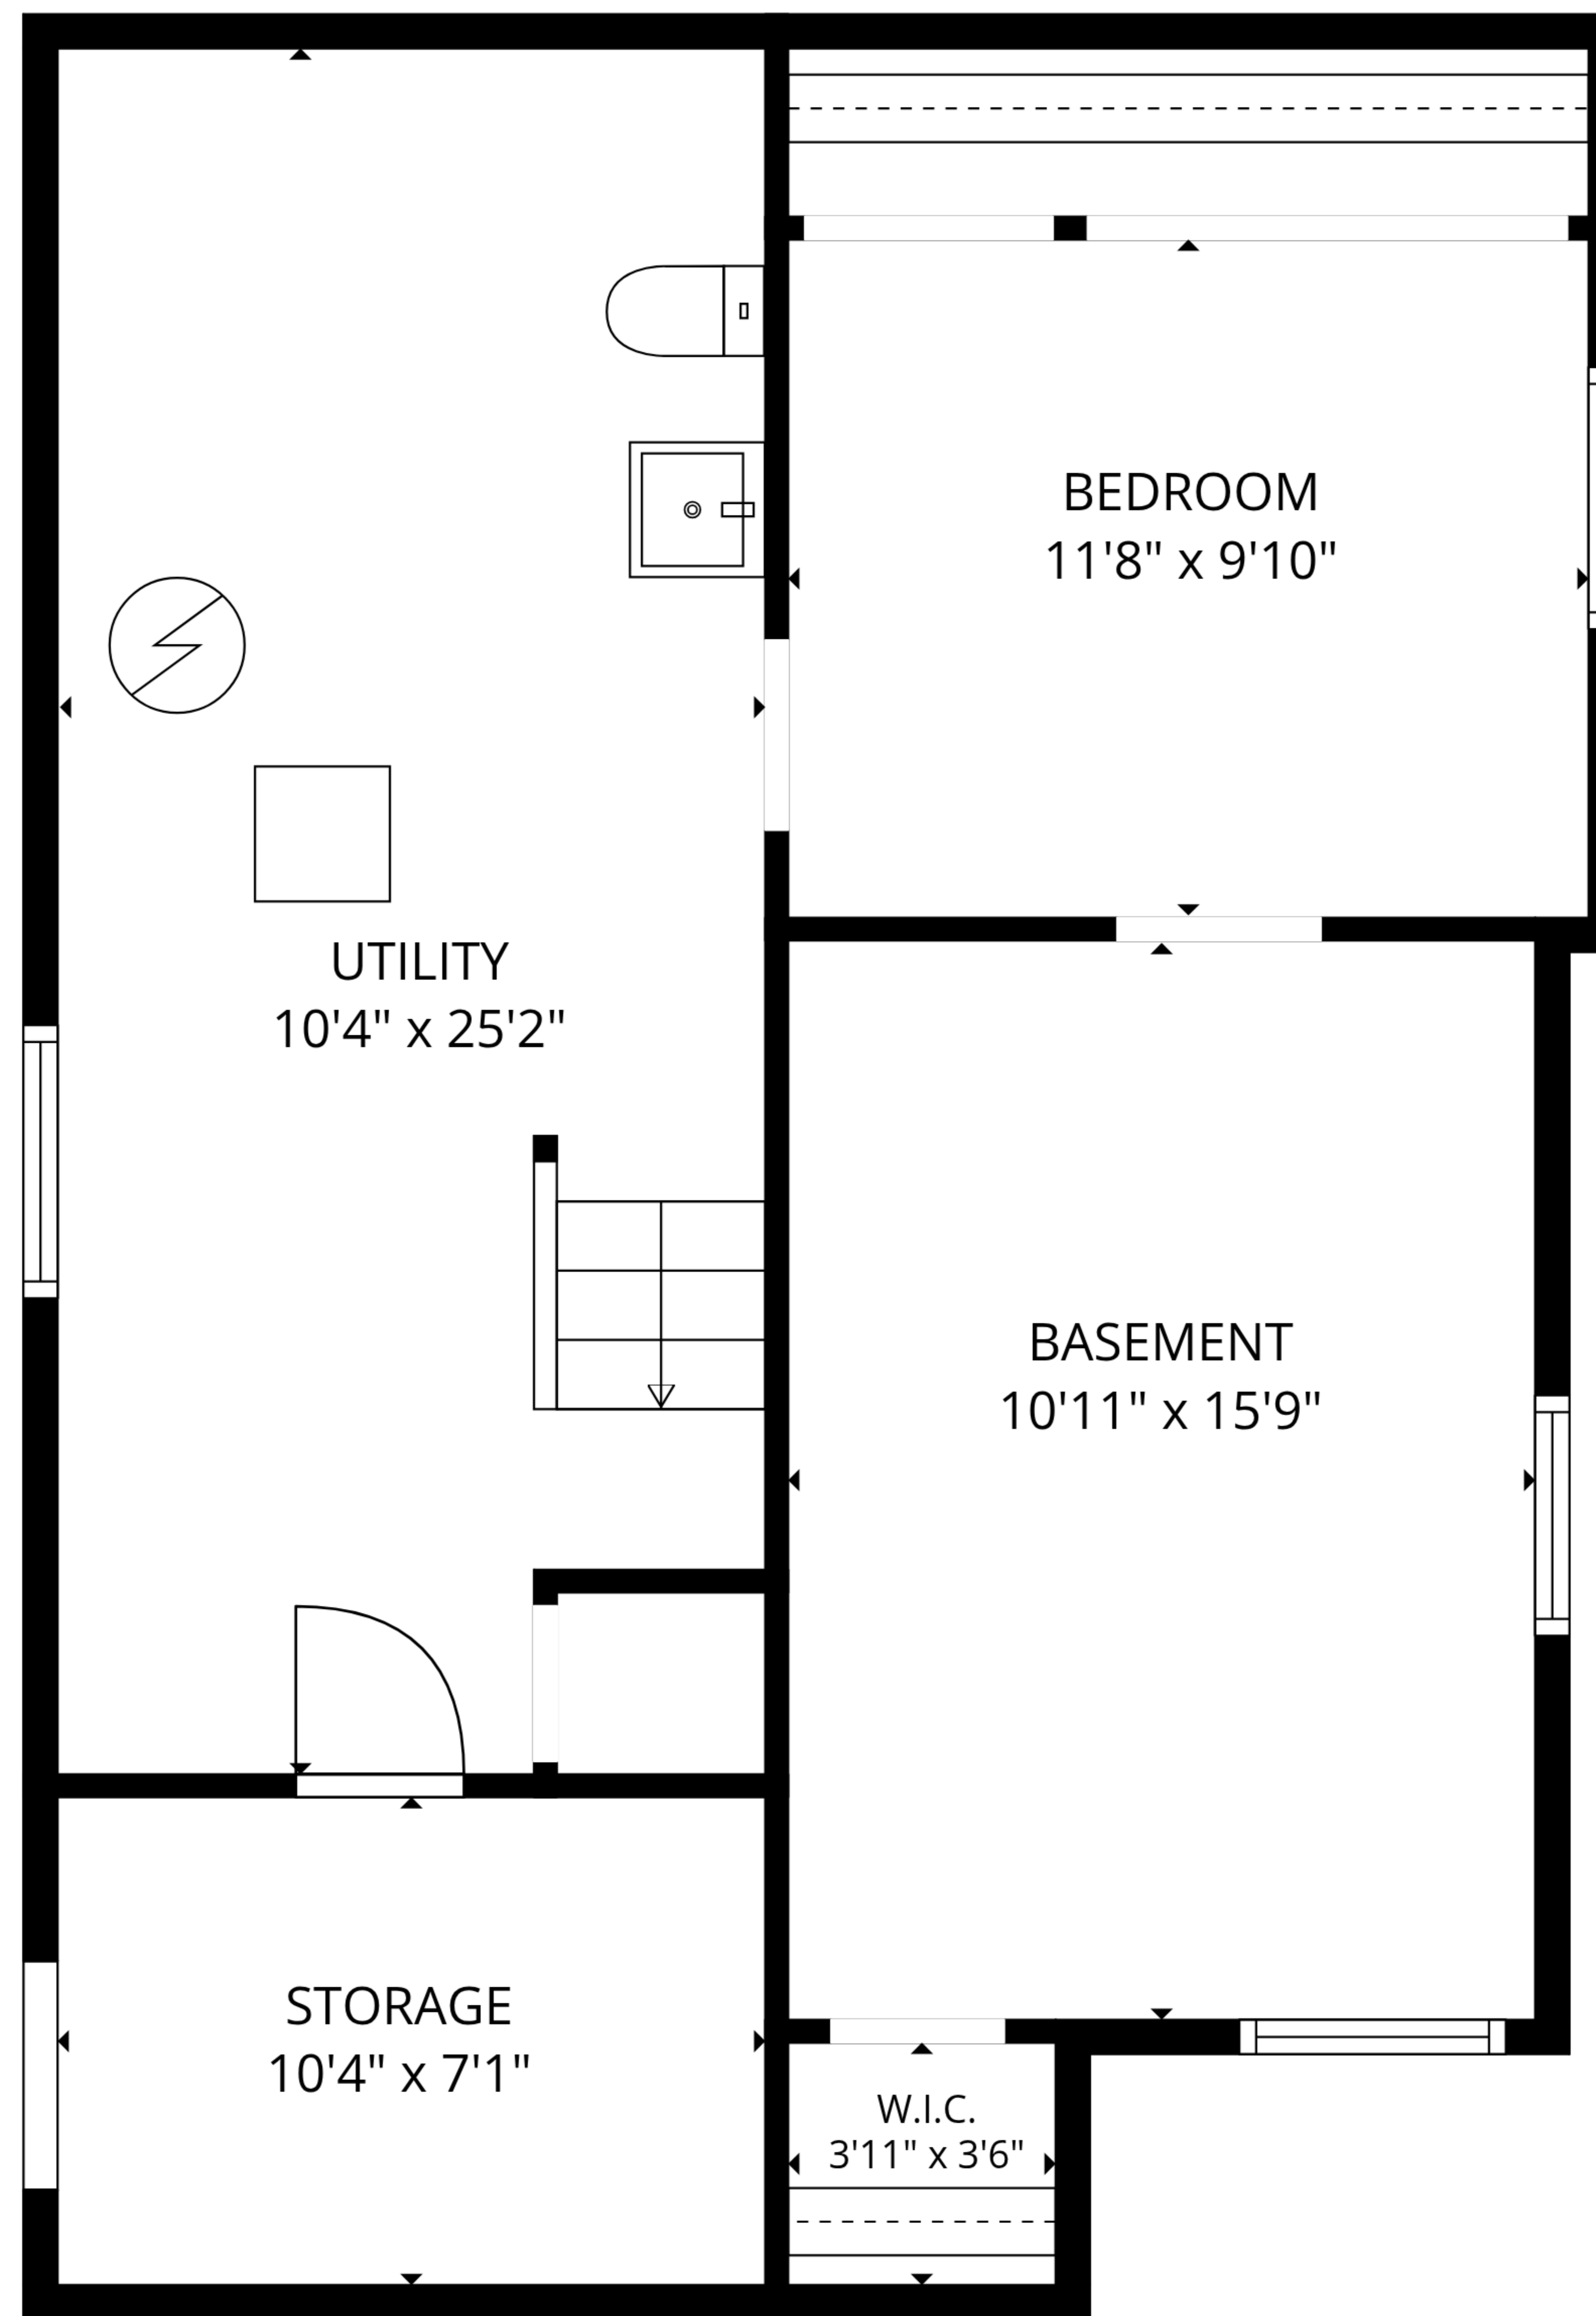 BEDROOM
11'8" x 9'10"
UTILITY
10'4" x 25'2"
BASEMENT
10'11" x 15'9"
STORAGE
10'4" x 7'1"
W.I.C.
3'11" x 3'6"